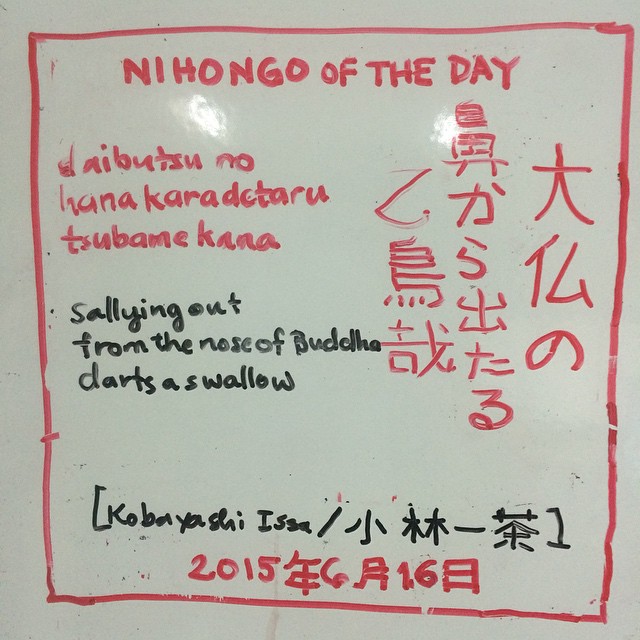 NIHONGO OF THE DAY
大仏の
鼻から出たる
乙鳥哉
daibutsu no
hana kara detaru
tsubame kana
sallying out
from the nose of Buddha
darts a swallow
[Kobayashi Issa / 小林一茶]
2015年6月16日